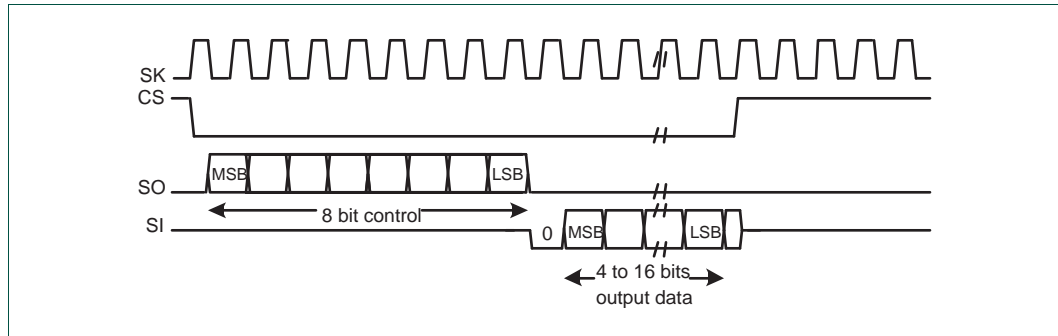 SK
CS
SO
MSB
LSB
8 bit control
SI
0
MSB
LSB
4 to 16 bits
output data